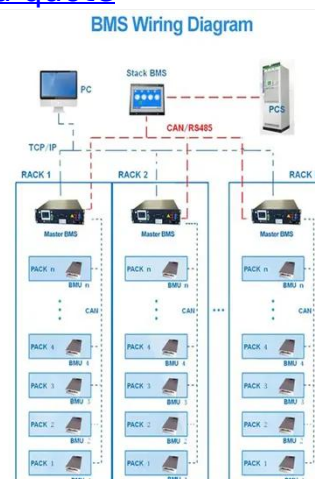 BMS Wiring Diagram
Stack BMS
PC
PCS
CAN/RS485
TCP/IP
RACK 1
RACK 2
RACK
Master BMS
Master BMS
Master BMS
PACK n
BMU n
PACK n
BMU n
PACK n
BMU n
CAN
CAN
CAN
PACK 4
BMU 4
PACK 4
BMU 4
PACK 4
BMU 4
PACK 3
BMU 3
PACK 3
BMU 3
PACK 3
BMU 3
PACK 2
BMU 2
PACK 2
BMU 2
PACK 2
BMU 2
PACK 1
PACK 1
PACK 1